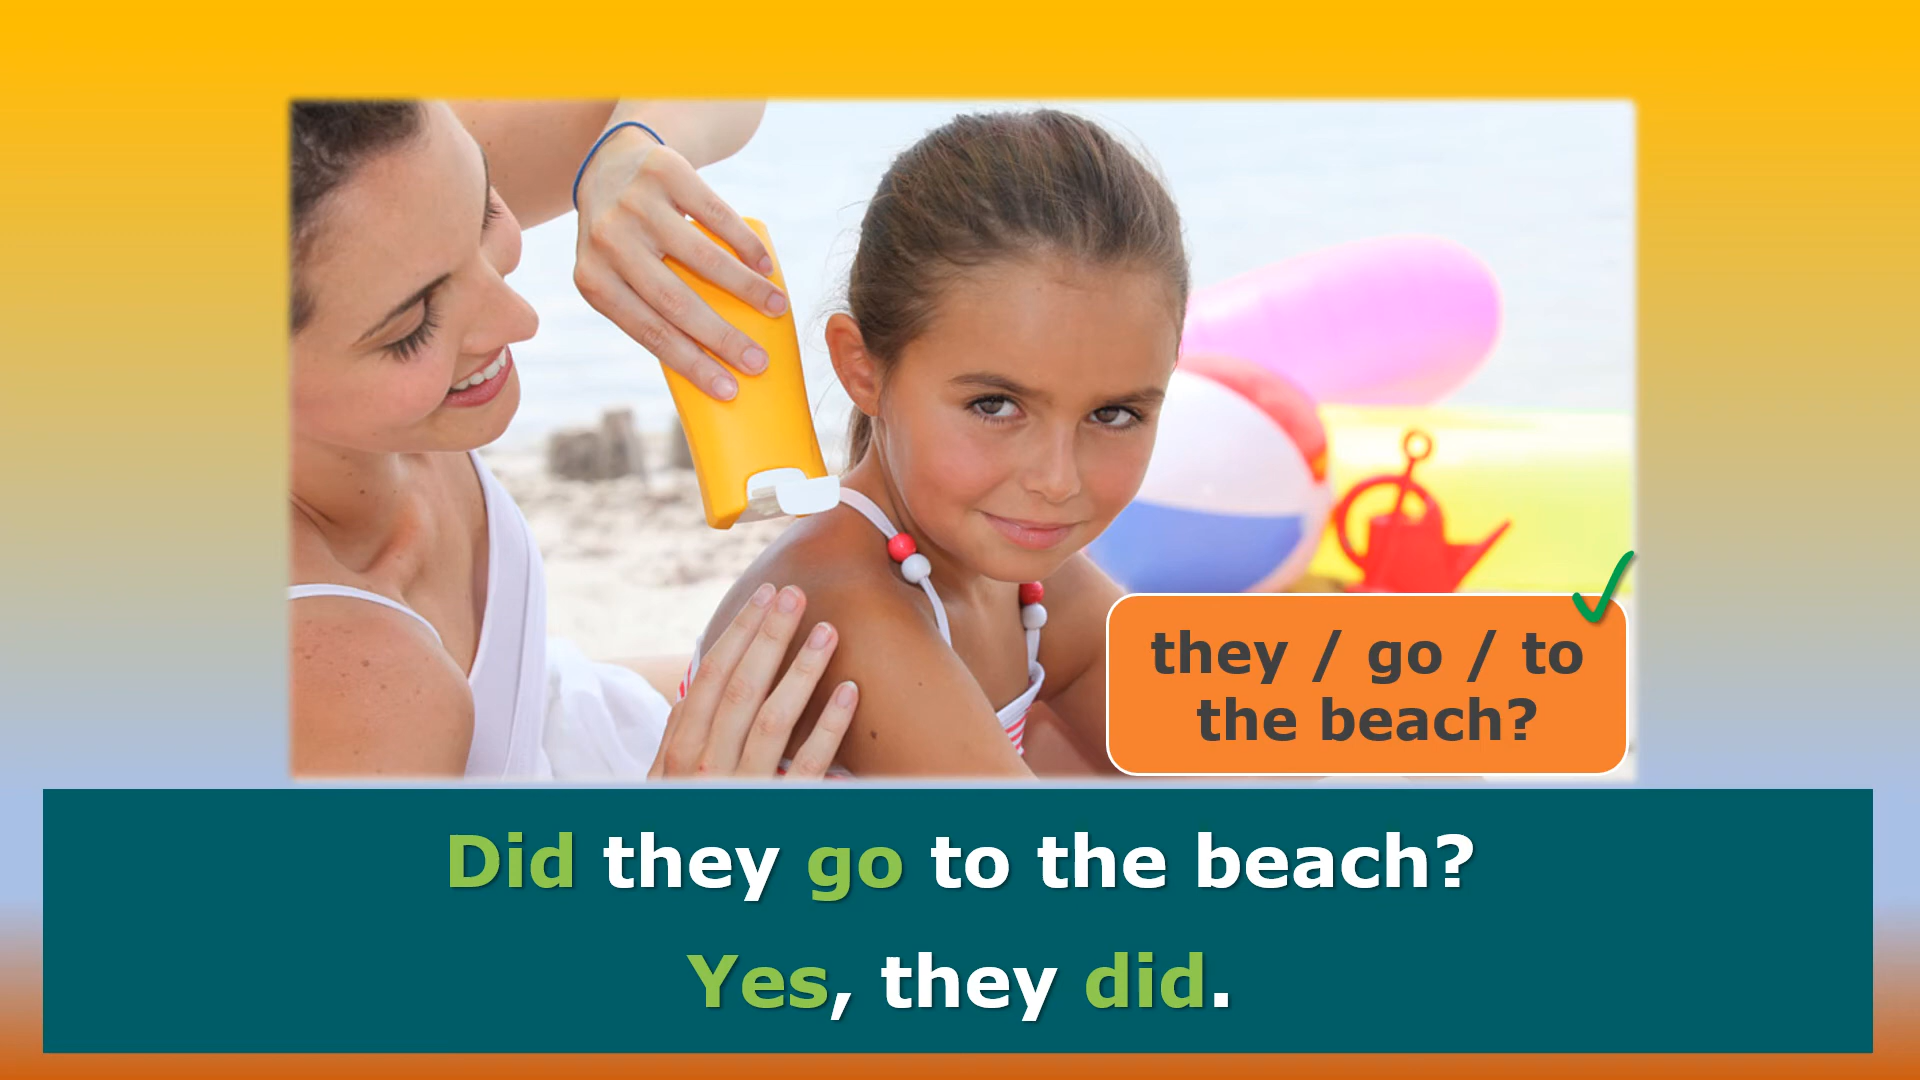 they / go / to
the beach?
Did they go to the beach?
Yes, they did.